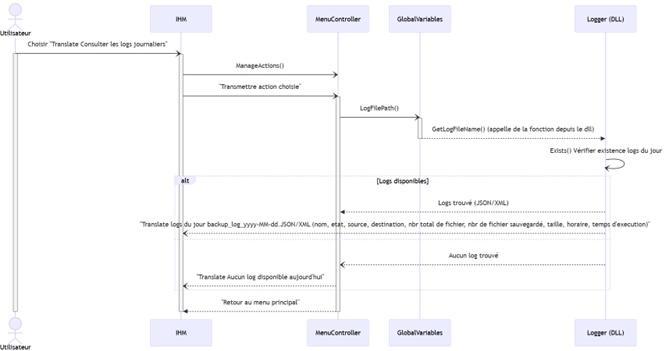 IHM
MenuController
GlobalVariables
Logger (DLL)
Utilisateur
Choisir "Translate Consulter les logs journaliers"
ManageActions()
"Transmettre action choisie"
LogFilePath()
GetLogFileName() (appelle de la fonction depuis le dll)
Exists() Vérifier existence logs du jour
alt
[Logs disponibles]
Logs trouvé (JSON/XML)
"Translate logs du jour backup_log_yyyy-MM-dd.JSON/XML (nom, etat, source, destination, nbr total de fichier, nbr de fichier sauvegardé, taille, horaire, temps d'execution)"
Aucun log trouvé
"Translate Aucun log disponible aujourd'hui"
"Retour au menu principal"
Utilisateur
IHM
MenuController
GlobalVariables
Logger (DLL)